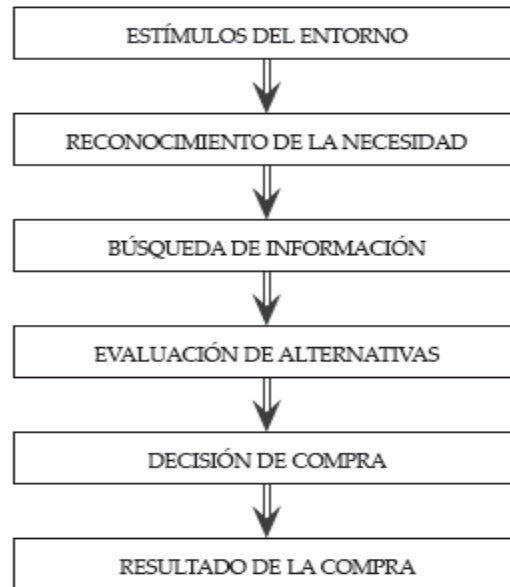 ESTÍMULOS DEL ENTORNO
RECONOCIMIENTO DE LA NECESIDAD
BÚSQUEDA DE INFORMACIÓN
EVALUACIÓN DE ALTERNATIVAS
DECISIÓN DE COMPRA
RESULTADO DE LA COMPRA